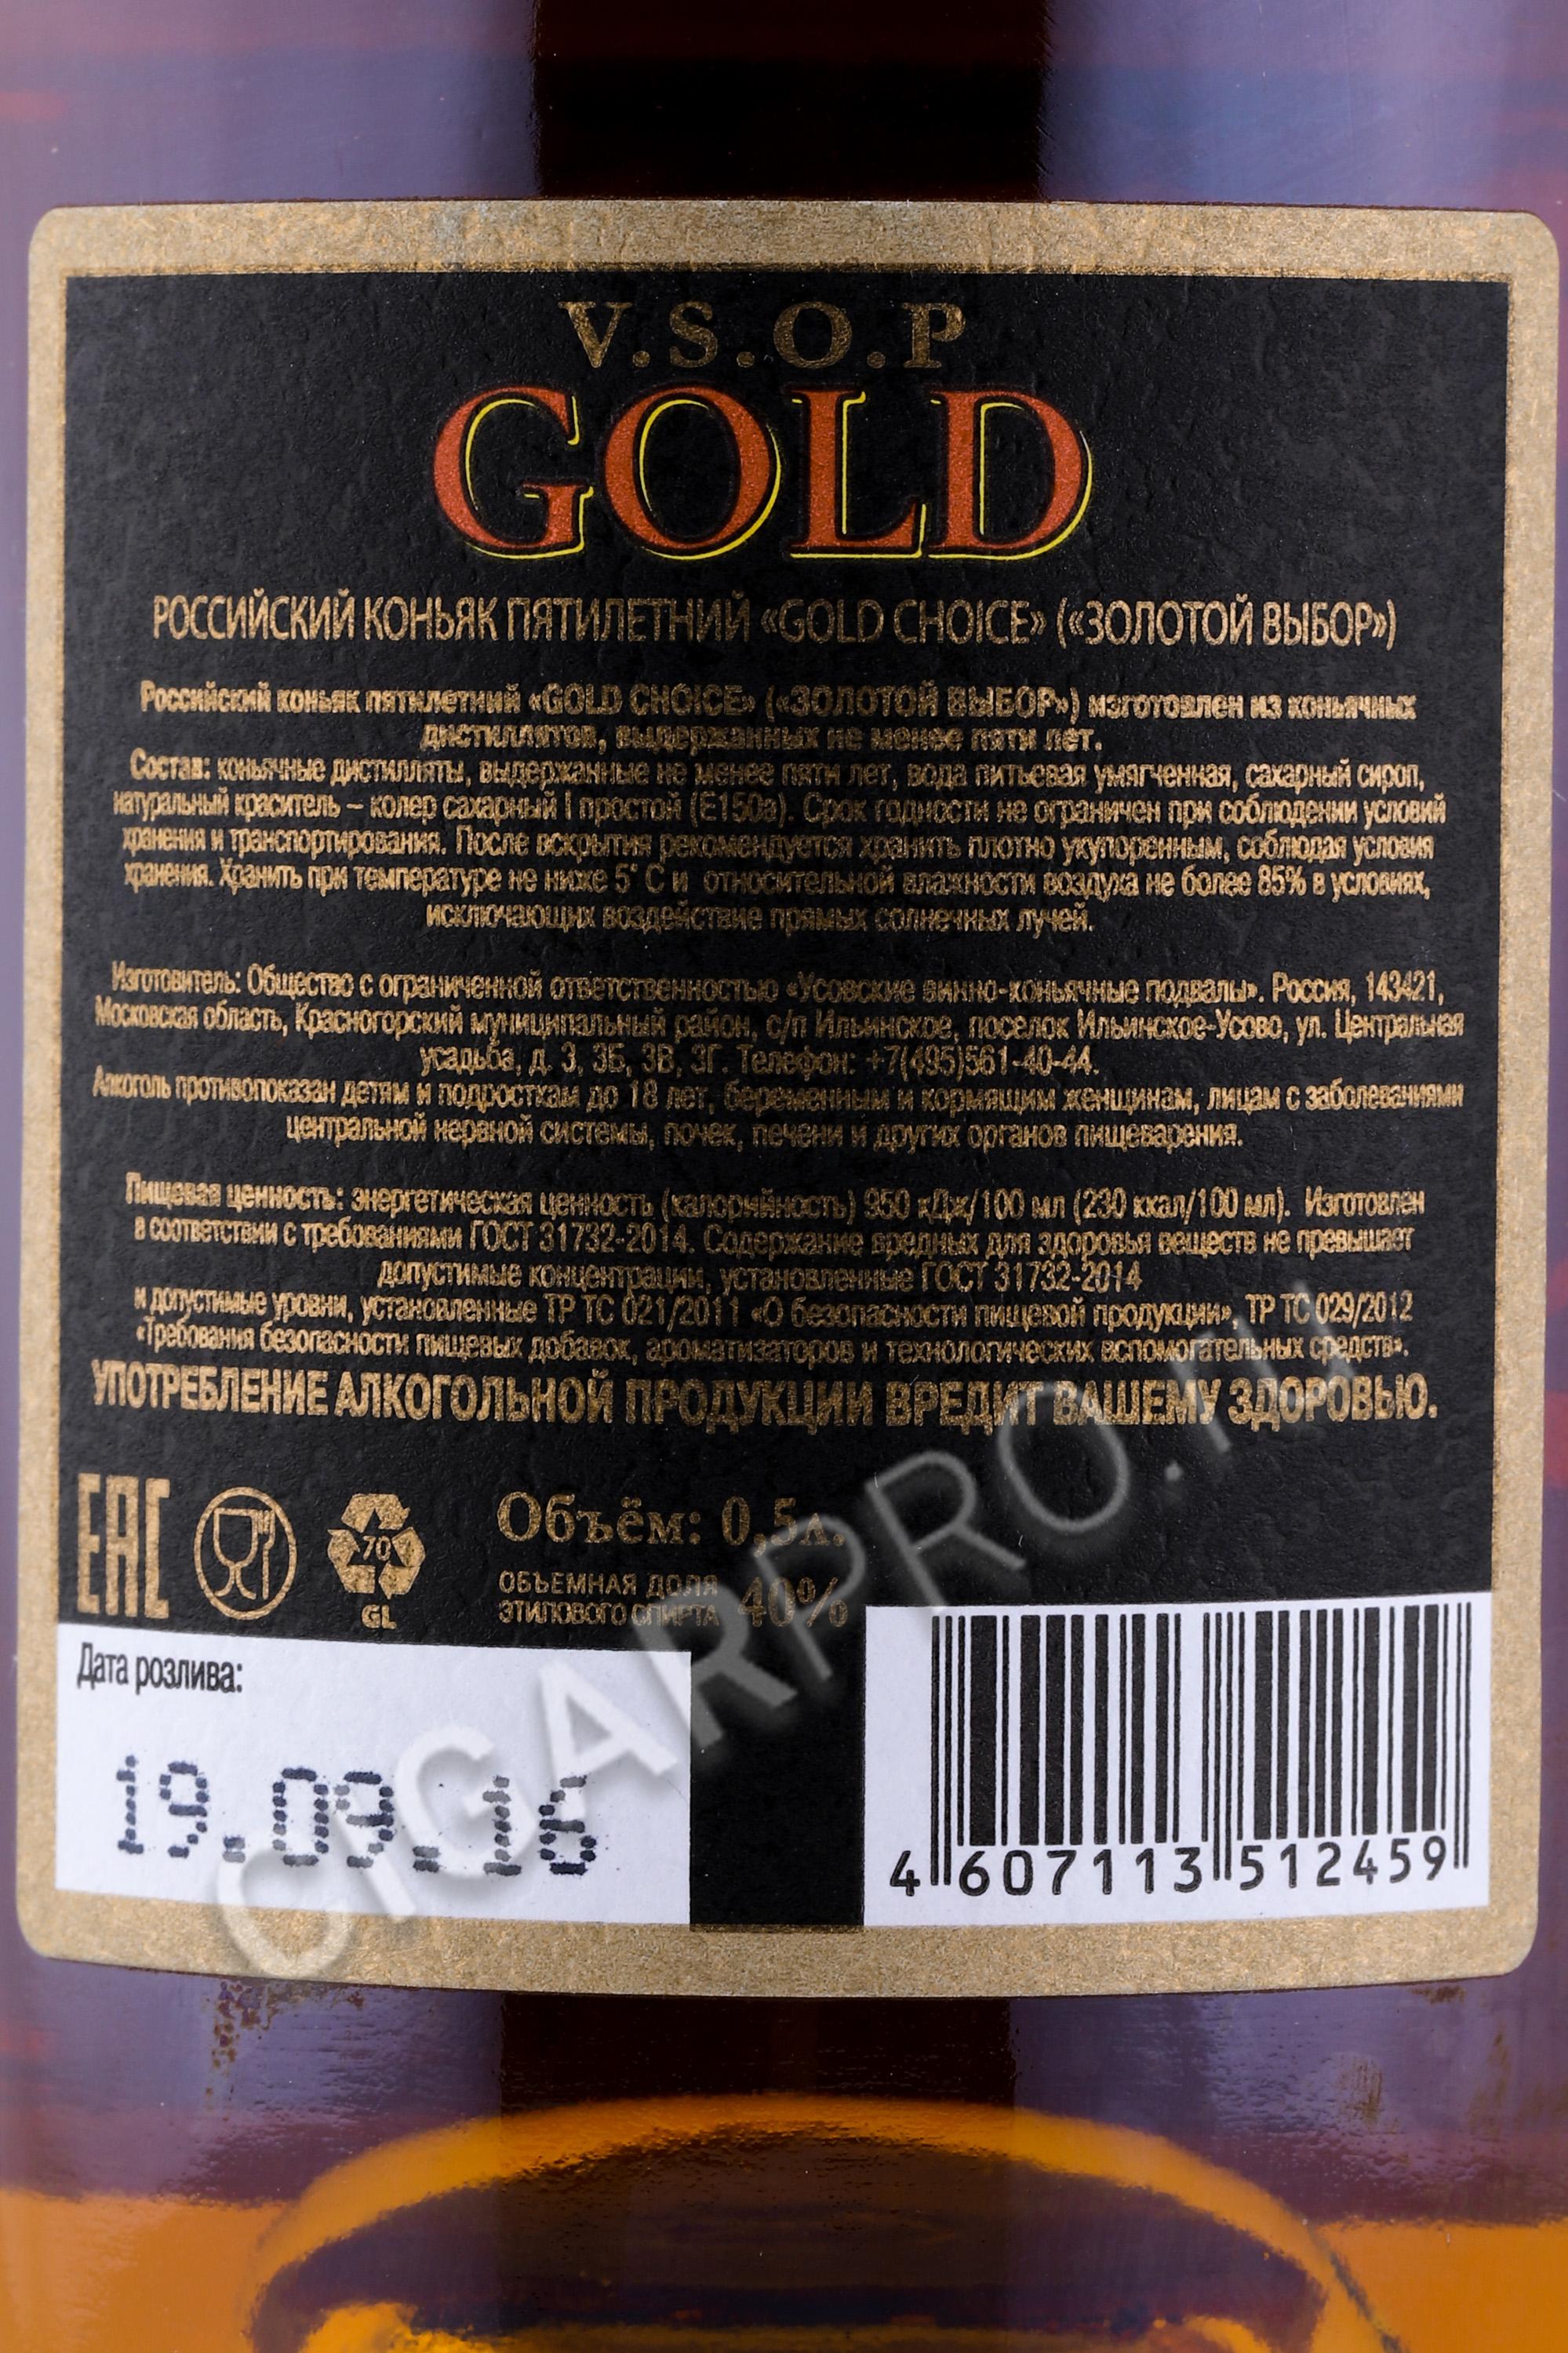 V.S.O.P
GOLD
РОССИЙСКИЙ КОНЬЯК ПЯТИЛЕТНИЙ «GOLD CHOICE» («ЗОЛОТОЙ ВЫБОР»)
Российский коньяк пятилетний «GOLD CHOICE» («ЗОЛОТОЙ ВЫБОР») изготовлен из коньячных
дистиллятов, выдержанных не менее пяти лет.
Состав: коньячные дистилляты, выдержанные не менее пяти лет, вода питьевая умягченная, сахарный сироп,
натуральный краситель – колер сахарный I простой (Е150а). Срок годности не ограничен при соблюдении условий
хранения и транспортирования. После вскрытия рекомендуется хранить плотно укупоренным, соблюдая условия
хранения. Хранить при температуре не ниже 5° С и относительной влажности воздуха не более 85% в условиях,
исключающих воздействие прямых солнечных лучей.
Изготовитель: Общество с ограниченной ответственностью «Усовские винно-коньячные подвалы». Россия, 143421,
Московская область, Красногорский муниципальный район, с/п Ильинское, поселок Ильинское-Усово, ул. Центральная
усадьба, д. 3, 3Б, 3В, 3Г. Телефон: +7(495)561-40-44.
Алкоголь противопоказан детям и подросткам до 18 лет, беременным и кормящим женщинам, лицам с заболеваниями
центральной нервной системы, почек, печени и других органов пищеварения.
Пищевая ценность: энергетическая ценность (калорийность) 950 кДж/100 мл (230 ккал/100 мл). Изготовлен
в соответствии с требованиями ГОСТ 31732-2014. Содержание вредных для здоровья веществ не превышает
допустимые концентрации, установленные ГОСТ 31732-2014
и допустимые уровни, установленные ТР ТС 021/2011 «О безопасности пищевой продукции», ТР ТС 029/2012
«Требования безопасности пищевых добавок, ароматизаторов и технологических вспомогательных средств».
УПОТРЕБЛЕНИЕ АЛКОГОЛЬНОЙ ПРОДУКЦИИ ВРЕДИТ ВАШЕМУ ЗДОРОВЬЮ.
EAC
70
GL
Объём: 0,5л.
ОБЪЕМНАЯ ДОЛЯ
ЭТИЛОВОГО СПИРТА 40%
Дата розлива:
19.09.16
4 607113 512459
CIGARPRO.ru